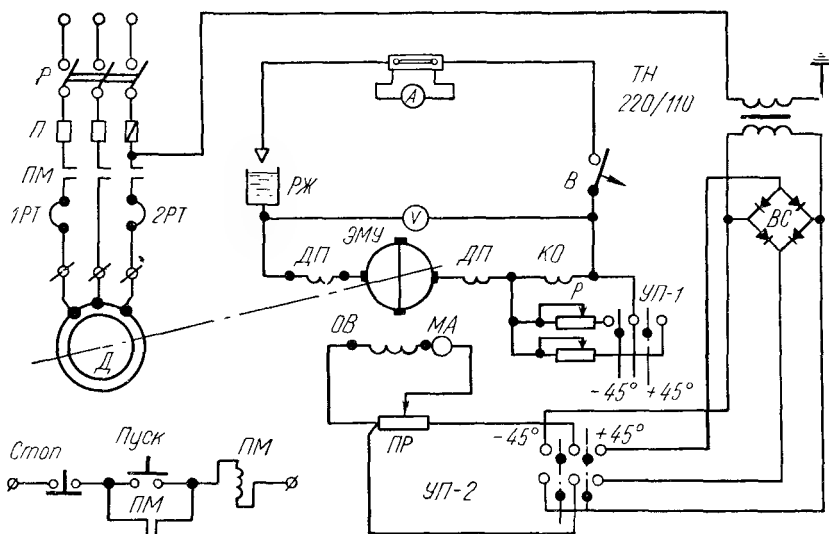 ТН
220/110
Р
А
П
ПМ
РЖ
В
ВС
1РТ
2РТ
V
ЭМУ
ДП
ДП
КО
УП-1
Р
ОВ
МА
Д
-45°
+45°
ПР
-45°
+45°
Стоп
Пуск
ПМ
ПМ
УП-2